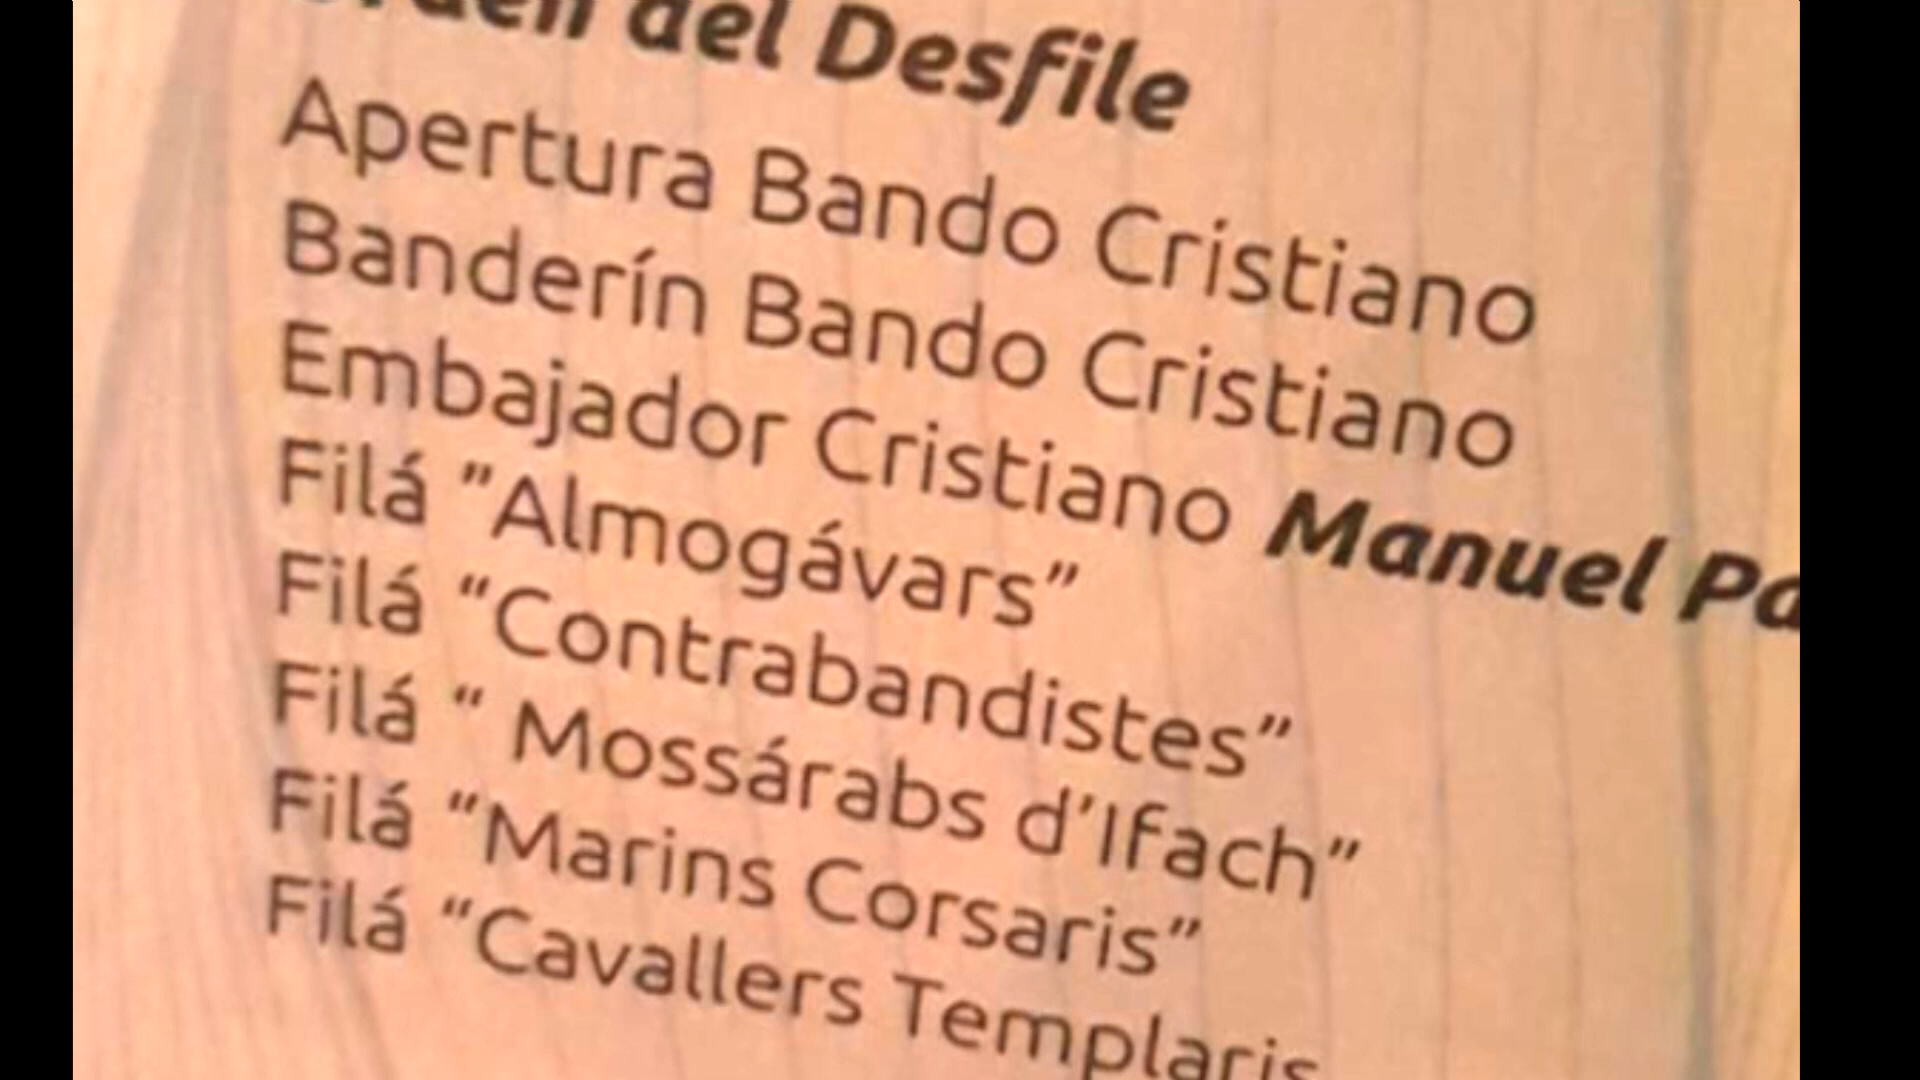 del Desfile
Apertura Bando Cristiano
Banderín Bando Cristiano
Embajador Cristiano Manuel
Filá ”Almogávars”
Filá “Contrabandistes”
Filá “ Mossárabs d’Ifach”
Filá “Marins Corsaris”
Filá “Cavallers Templaris